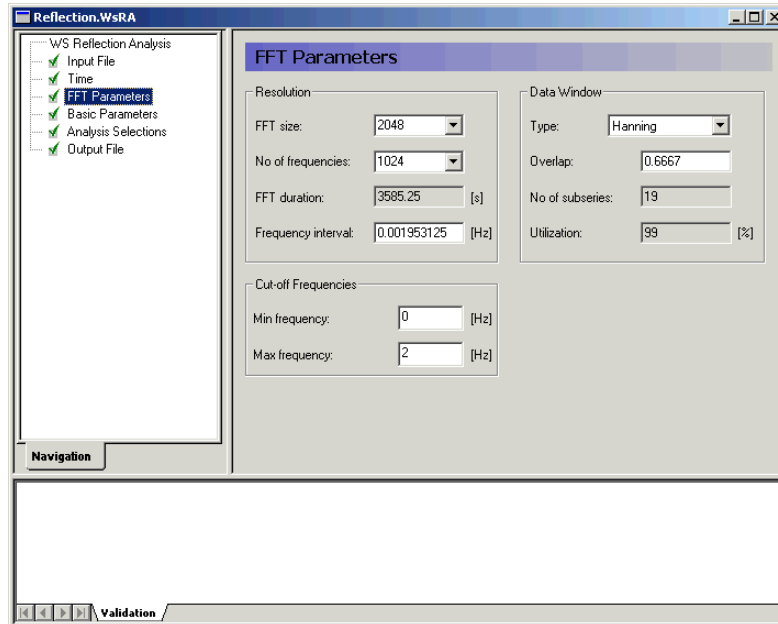 Reflection.WsRA
WS Reflection Analysis
Input File
Time
FFT Parameters
Basic Parameters
Analysis Selections
Output File
Navigation
FFT Parameters
Resolution
FFT size: 2048
No of frequencies: 1024
FFT duration: 3585.25 [s]
Frequency interval: 0.001953125 [Hz]
Data Window
Type: Hanning
Overlap: 0.6667
No of subseries: 19
Utilization: 99 [%]
Cut-off Frequencies
Min frequency: 0 [Hz]
Max frequency: 2 [Hz]
Validation